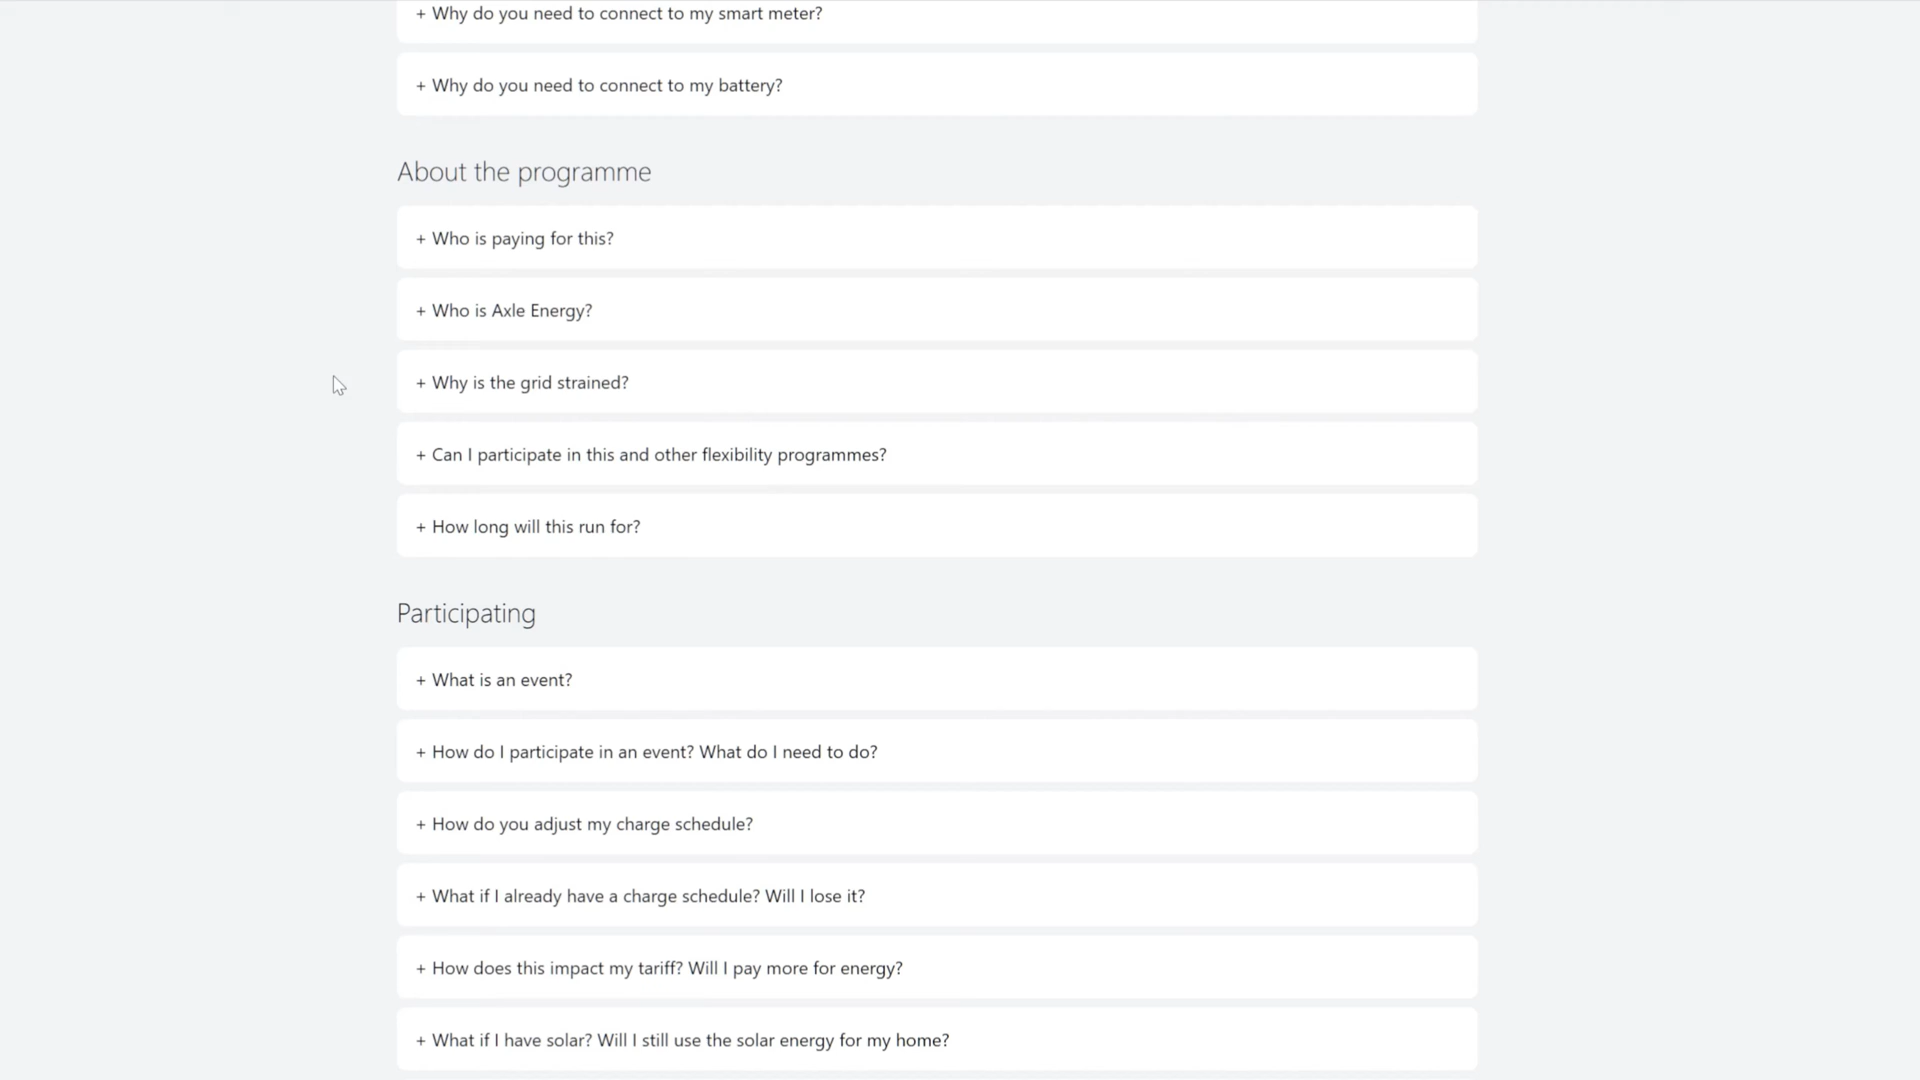 + Why do you need to connect to my smart meter?
+ Why do you need to connect to my battery?
About the programme
+ Who is paying for this?
+ Who is Axle Energy?
+ Why is the grid strained?
+ Can I participate in this and other flexibility programmes?
+ How long will this run for?
Participating
+ What is an event?
+ How do I participate in an event? What do I need to do?
+ How do you adjust my charge schedule?
+ What if I already have a charge schedule? Will I lose it?
+ How does this impact my tariff? Will I pay more for energy?
+ What if I have solar? Will I still use the solar energy for my home?